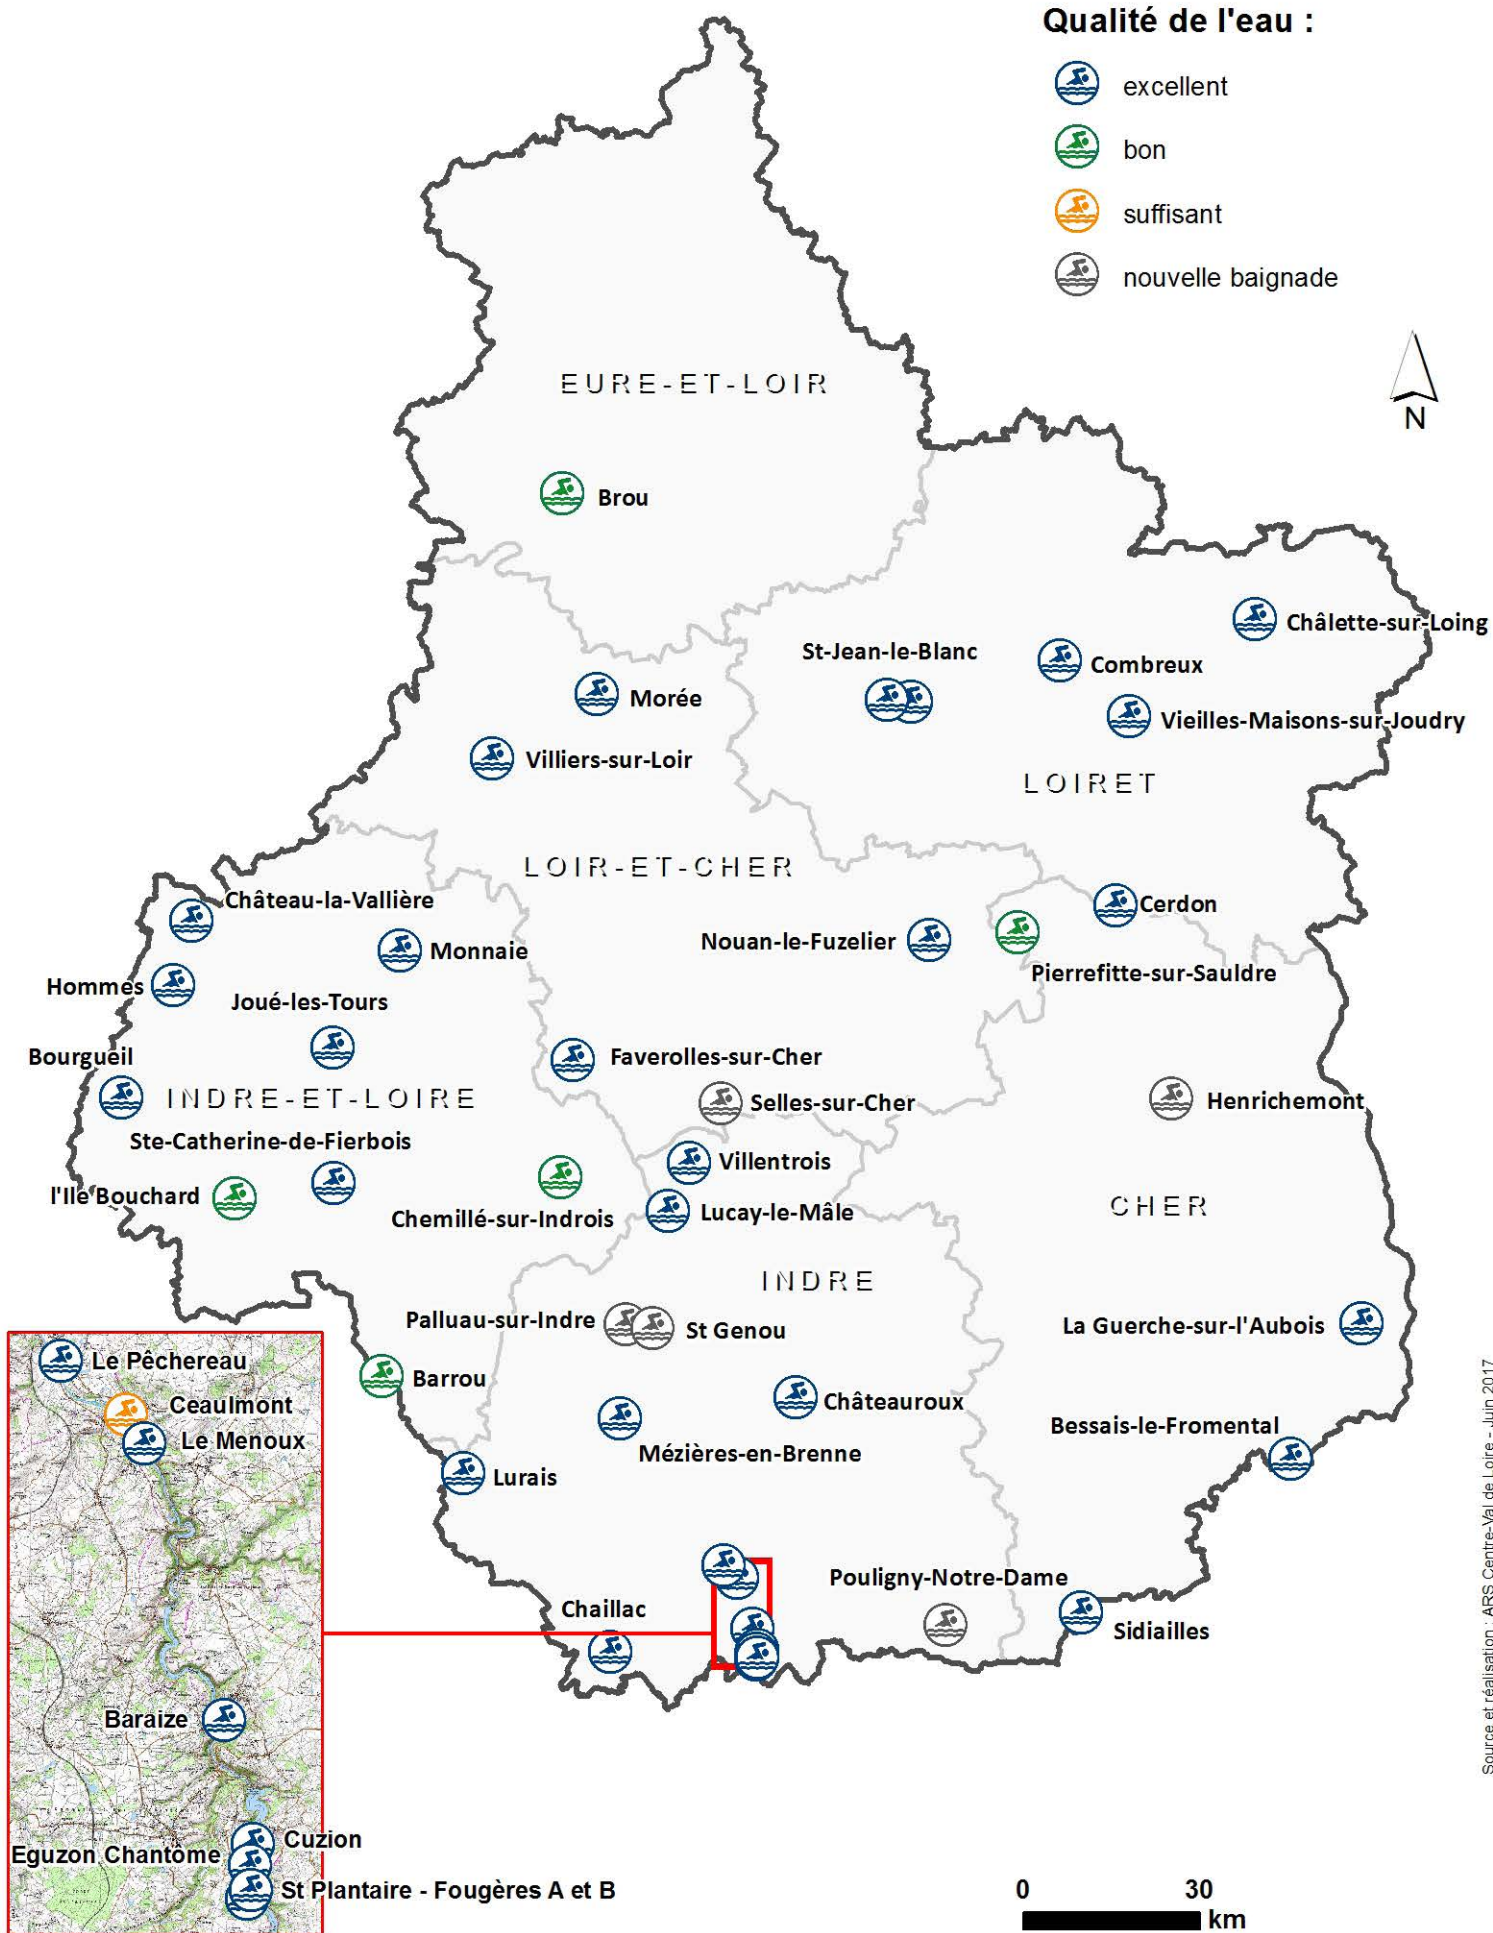 Qualité de l'eau :
excellent
bon
suffisant
nouvelle baignade
N
EURE-ET-LOIR
Brou
Châlette-sur-Loing
St-Jean-le-Blanc
Combreux
Morée
Vieilles-Maisons-sur-Joudry
Villiers-sur-Loir
LOIRET
LOIR-ET-CHER
Château-la-Vallière
Cerdon
Nouan-le-Fuzelier
Monnaie
Pierrefitte-sur-Sauldre
Hommes
Joué-les-Tours
Bourgueil
Faverolles-sur-Cher
INDRE-ET-LOIRE
Selles-sur-Cher
Henrichemont
Ste-Catherine-de-Fierbois
Villentrois
l'Ile Bouchard
CHER
Chemillé-sur-Indrois
Lucay-le-Mâle
INDRE
Palluau-sur-Indre
St Genou
La Guerche-sur-l'Aubois
Le Pêchereau
Barrou
Châteauroux
Ceaulmont
Bessais-le-Fromental
Le Menoux
Mézières-en-Brenne
Lurais
Pouligny-Notre-Dame
Chaillac
Sidiailles
Baraize
Cuzion
Eguzon Chantôme
St Plantaire - Fougères A et B
0 30
km
Source et réalisation : ARS Centre-Val de Loire - Juin 2017